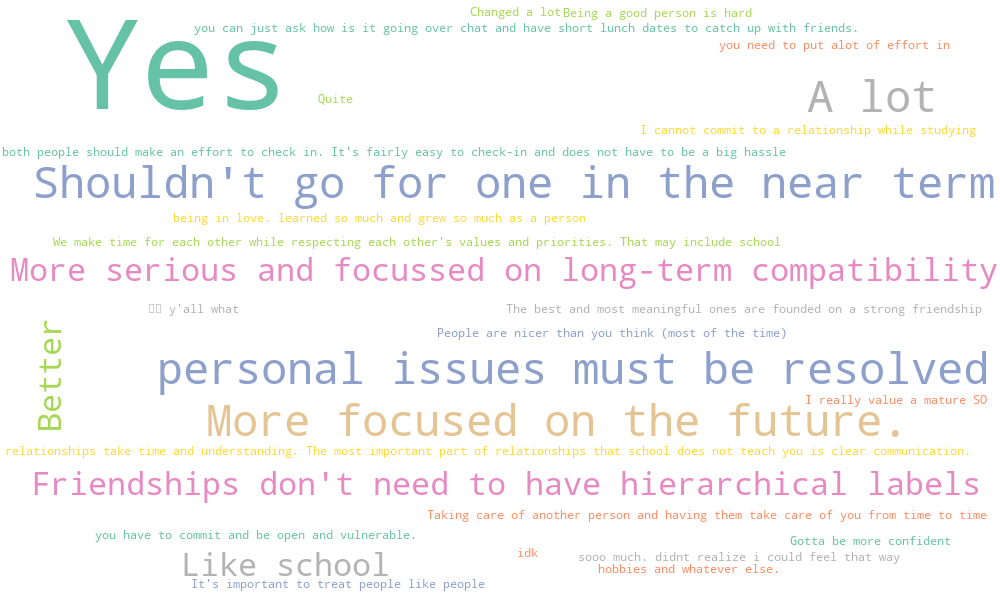 Changed a lot
Being a good person is hard
Yes
you can just ask how is it going over chat and have short lunch dates to catch up with friends.
you need to put alot of effort in
Quite
A lot
I cannot commit to a relationship while studying
both people should make an effort to check in. It’s fairly easy to check-in and does not have to be a big hassle
Shouldn't go for one in the near term
being in love. learned so much and grew so much as a person
We make time for each other while respecting each other's values and priorities. That may include school
More serious and focussed on long-term compatibility
y’all what
The best and most meaningful ones are founded on a strong friendship
People are nicer than you think (most of the time)
Better
personal issues must be resolved
I really value a mature SO
More focused on the future.
relationships take time and understanding. The most important part of relationships that school does not teach you is clear communication.
Friendships don't need to have hierarchical labels
Taking care of another person and having them take care of you from time to time
you have to commit and be open and vulnerable.
Gotta be more confident
idk
sooo much. didnt realize i could feel that way
Like school
hobbies and whatever else.
It’s important to treat people like people